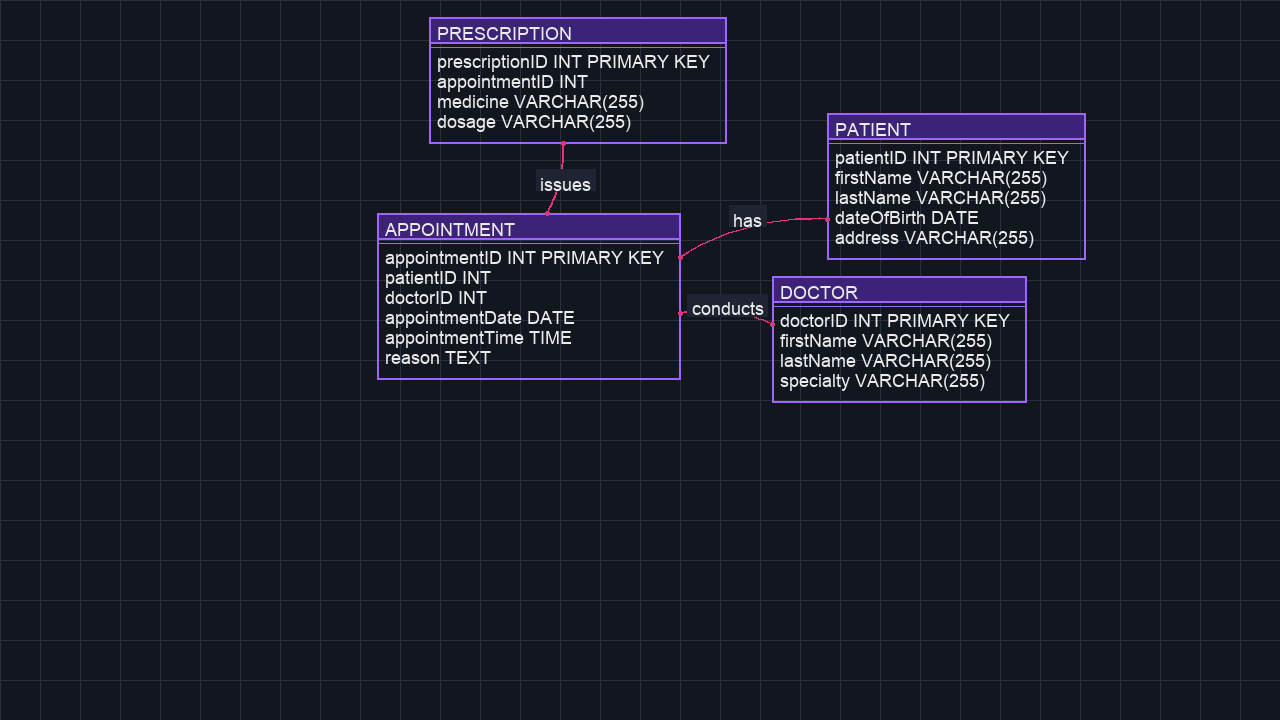 PRESCRIPTION
prescriptionID INT PRIMARY KEY
appointmentID INT
medicine VARCHAR(255)
dosage VARCHAR(255)
issues
APPOINTMENT
appointmentID INT PRIMARY KEY
patientID INT
doctorID INT
appointmentDate DATE
appointmentTime TIME
reason TEXT
has
conducts
PATIENT
patientID INT PRIMARY KEY
firstName VARCHAR(255)
lastName VARCHAR(255)
dateOfBirth DATE
address VARCHAR(255)
DOCTOR
doctorID INT PRIMARY KEY
firstName VARCHAR(255)
lastName VARCHAR(255)
specialty VARCHAR(255)